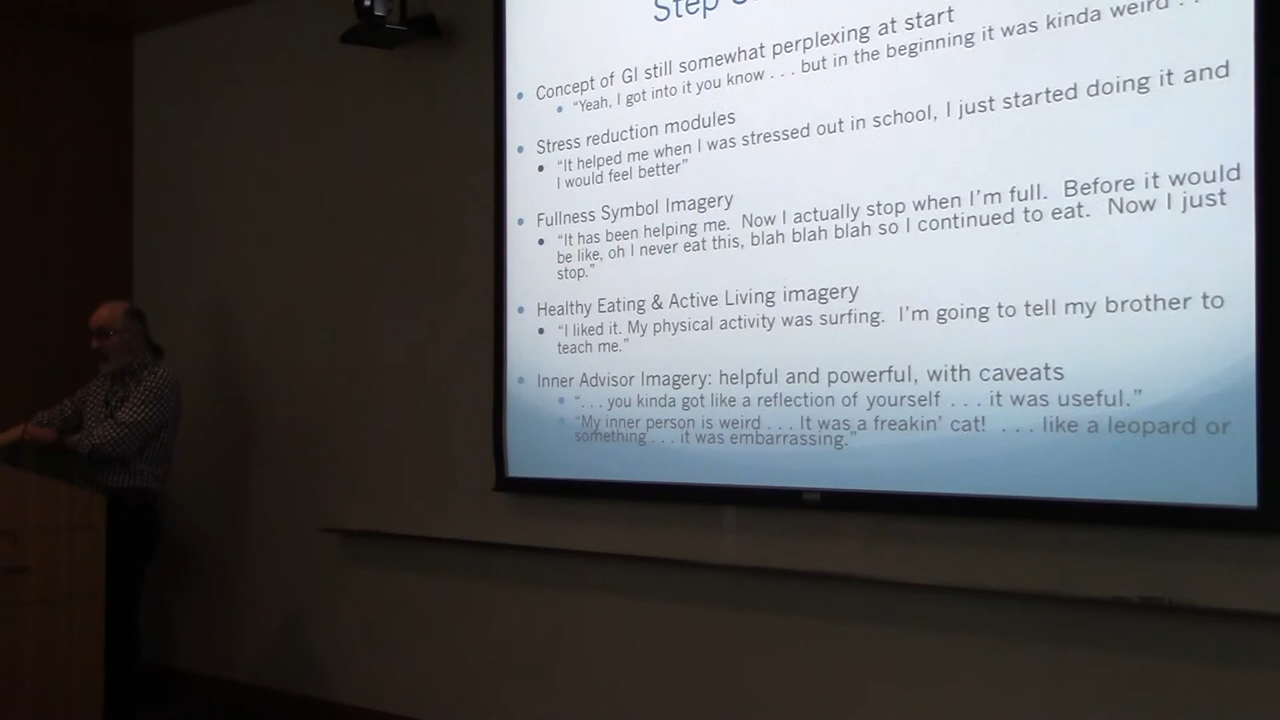 Step
Concept of GI still somewhat perplexing at start
“Yeah, I got into it you know . . . but in the beginning it was kinda weird . .
Stress reduction modules
“It helped me when I was stressed out in school, I just started doing it and
I would feel better”
Fullness Symbol Imagery
“It has been helping me. Now I actually stop when I’m full. Before it would
be like, oh I never eat this, blah blah blah so I continued to eat. Now I just
stop.”
Healthy Eating & Active Living imagery
“I liked it. My physical activity was surfing. I’m going to tell my brother to
teach me.”
Inner Advisor Imagery: helpful and powerful, with caveats
“. . . you kinda got like a reflection of yourself . . . it was useful.”
“My inner person is weird . . . It was a freakin’ cat! . . . like a leopard or
something . . . it was embarrassing.”